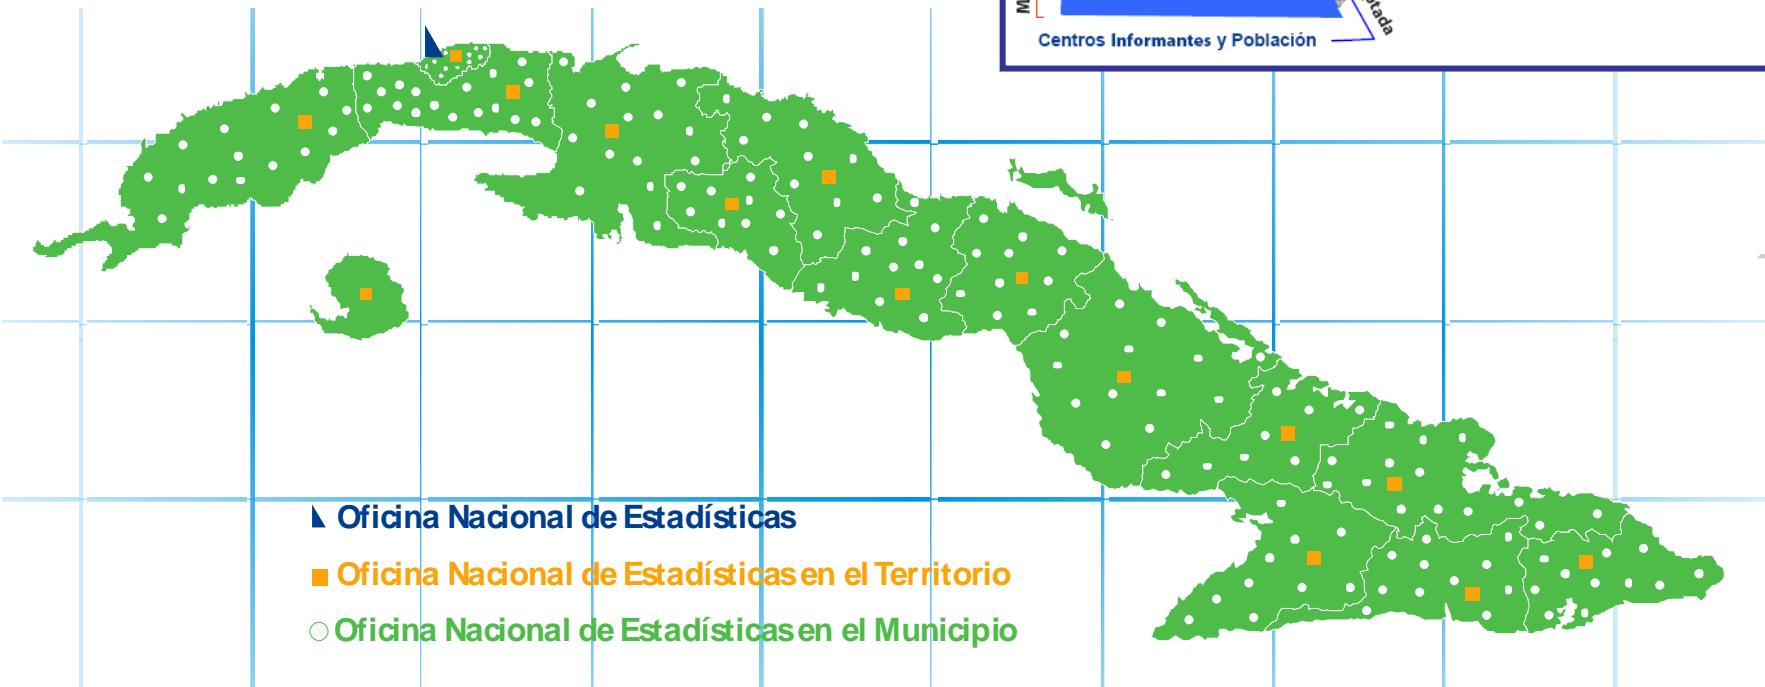 ptada
Centros Informantes y Población
Oficina Nacional de Estadísticas
Oficina Nacional de Estadísticas en el Territorio
Oficina Nacional de Estadísticas en el Municipio